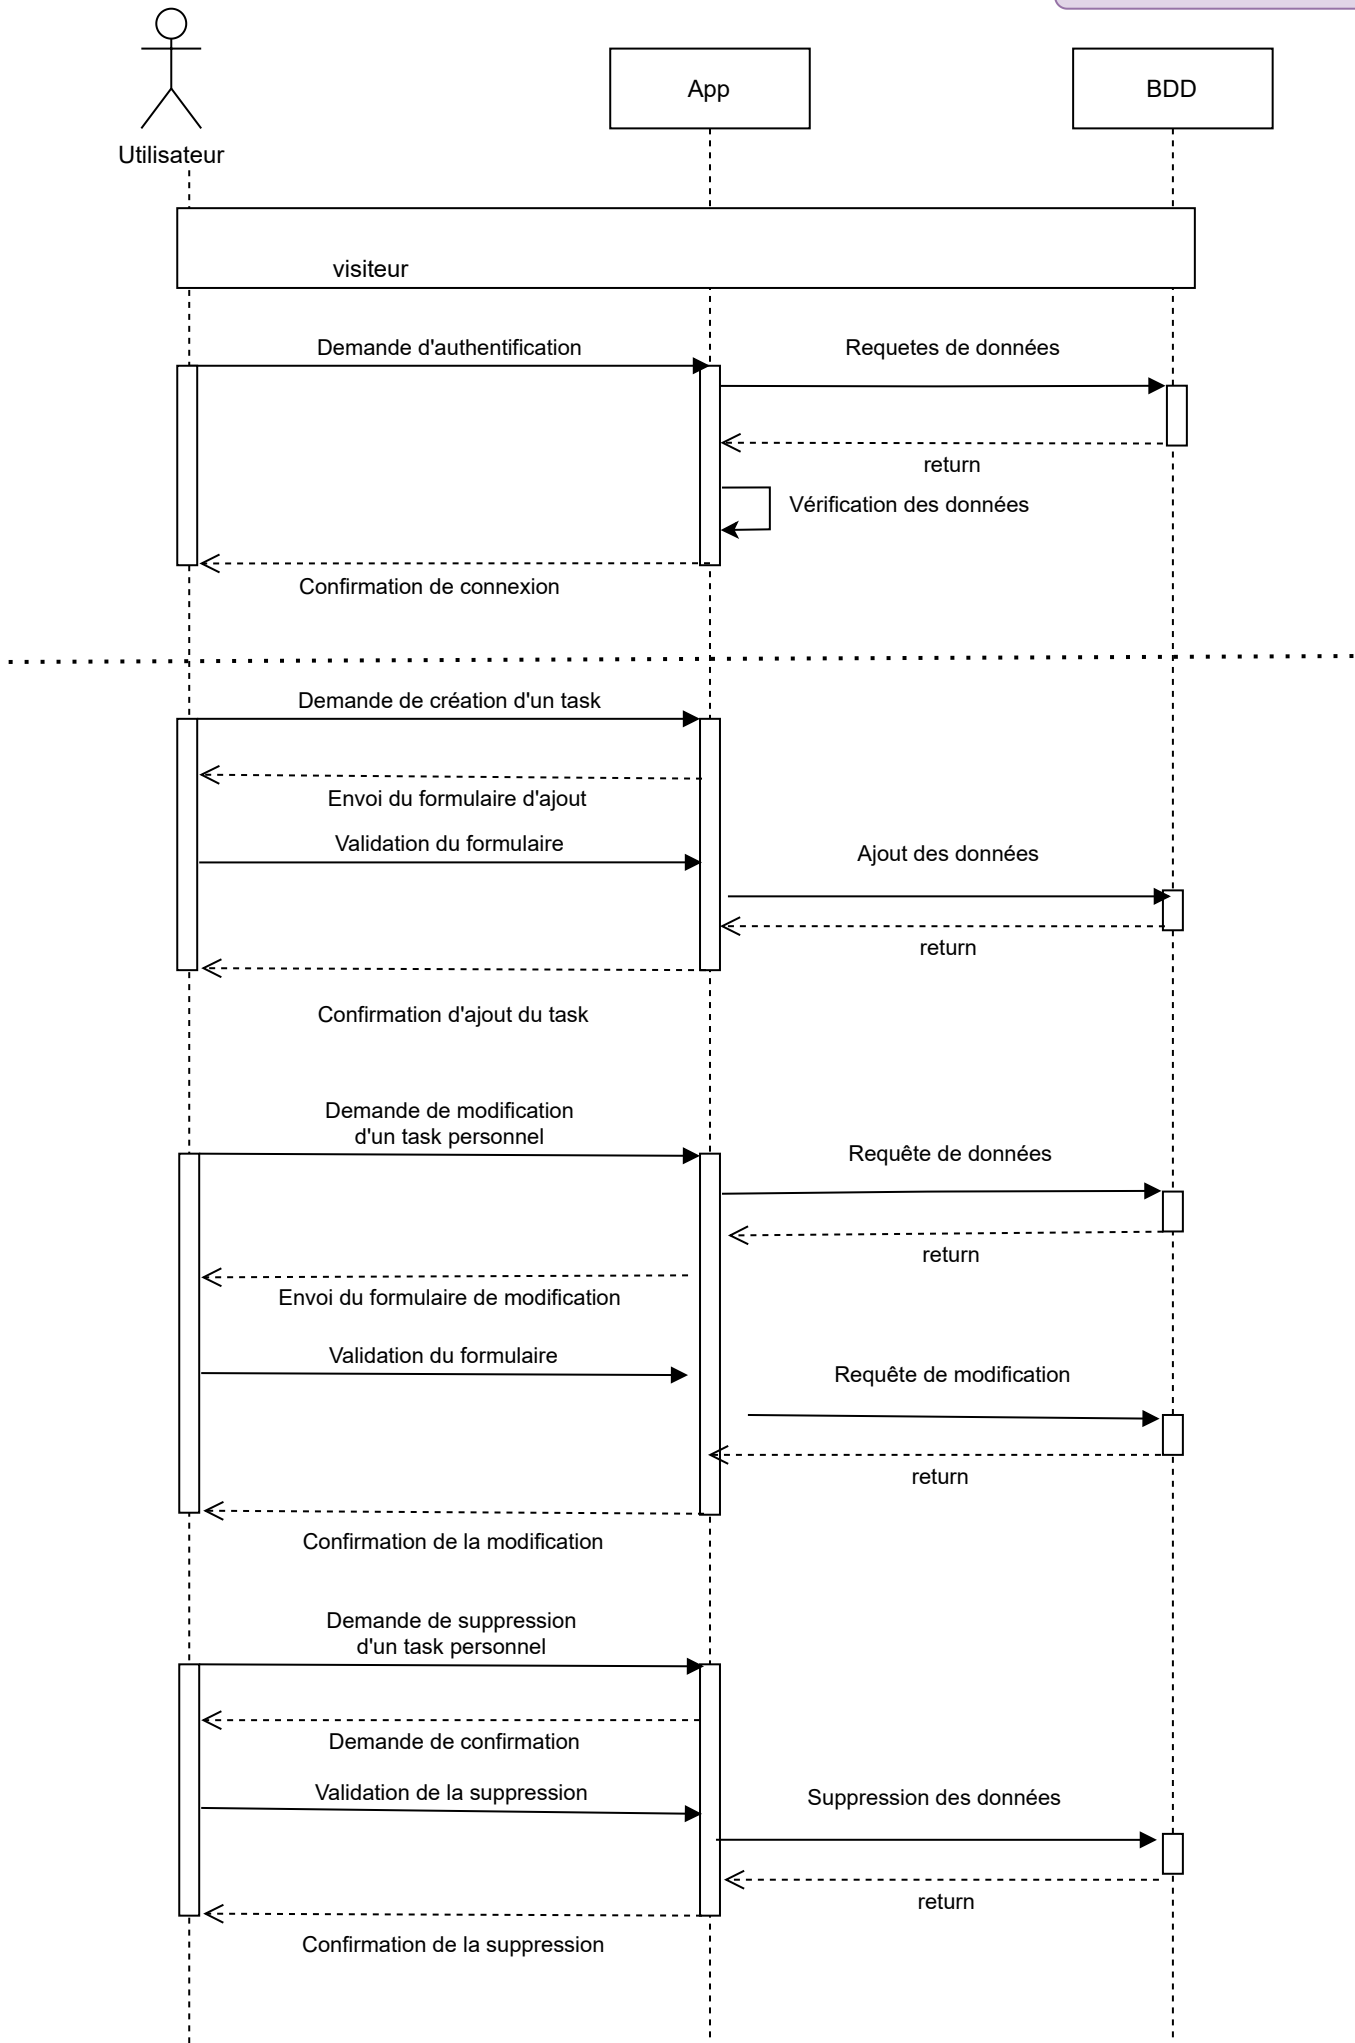 Utilisateur
App
BDD
visiteur
Demande d'authentification
Requetes de données
return
Vérification des données
Confirmation de connexion
Demande de création d'un task
Envoi du formulaire d'ajout
Validation du formulaire
Ajout des données
return
Confirmation d'ajout du task
Demande de modification
d'un task personnel
Requête de données
return
Envoi du formulaire de modification
Validation du formulaire
Requête de modification
return
Confirmation de la modification
Demande de suppression
d'un task personnel
Demande de confirmation
Validation de la suppression
Suppression des données
return
Confirmation de la suppression